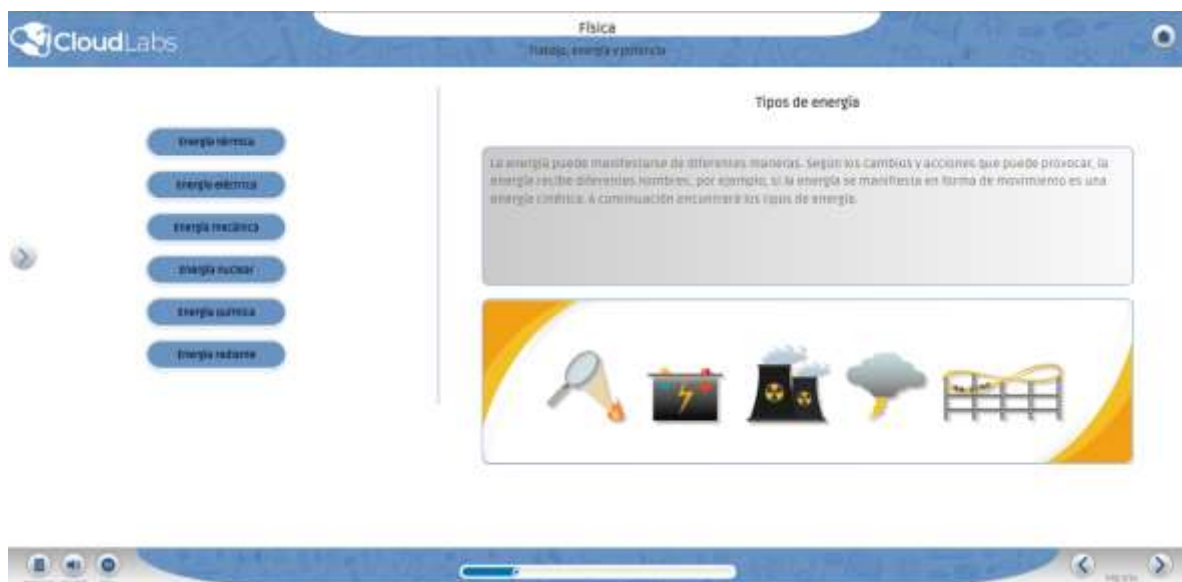 CloudLabs
Física
Trabajo, energía y potencia
Energía térmica
Energía eléctrica
Energía mecánica
Energía nuclear
Energía química
Energía radiante
Tipos de energía
La energía puede manifestarse de diferentes maneras. Según los cambios y acciones que puede provocar, la
energía recibe diferentes nombres, por ejemplo, si la energía se manifiesta en forma de movimiento es una
energía cinética. A continuación encontrará los tipos de energía.